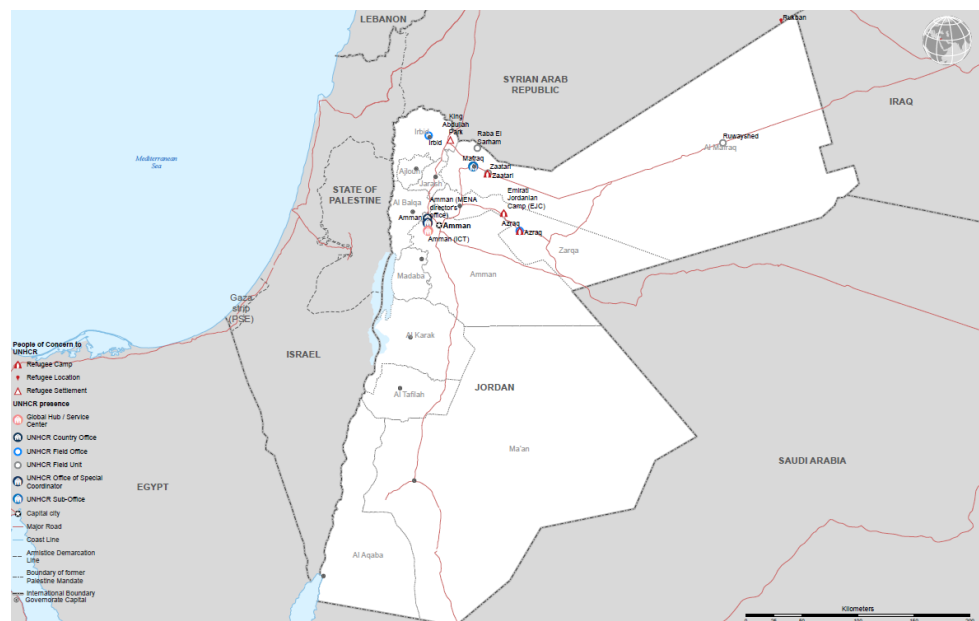 LEBANON
Rukban
SYRIAN ARAB
REPUBLIC
IRAQ
King
Abdullah
Park
Irbid
Irbid
Raba El
Sarham
Ruwayshed
Al Mafraq
Mediterranean
Sea
Mafraq
Zaatari
Zaatari
Ajloun
Jarash
STATE OF
PALESTINE
Al Balqa
Amman (MENA
director's
office)
Emirati
Jordanian
Camp (EJC)
Amman
Amman
Azraq
Azraq
Amman (ICT)
Zarqa
Madaba
Amman
Gaza
strip
(PSE)
Al Karak
ISRAEL
JORDAN
Al Tafilah
Ma'an
SAUDI ARABIA
EGYPT
Al Aqaba
People of Concern to
UNHCR
Refugee Camp
Refugee Location
Refugee Settlement
UNHCR presence
Global Hub / Service
Center
UNHCR Country Office
UNHCR Field Office
UNHCR Field Unit
UNHCR Office of Special
Coordinator
UNHCR Sub-Office
Capital city
Major Road
Coast Line
Armistice Demarcation
Line
Boundary of former
Palestine Mandate
International Boundary
Governorate Capital
Kilometers